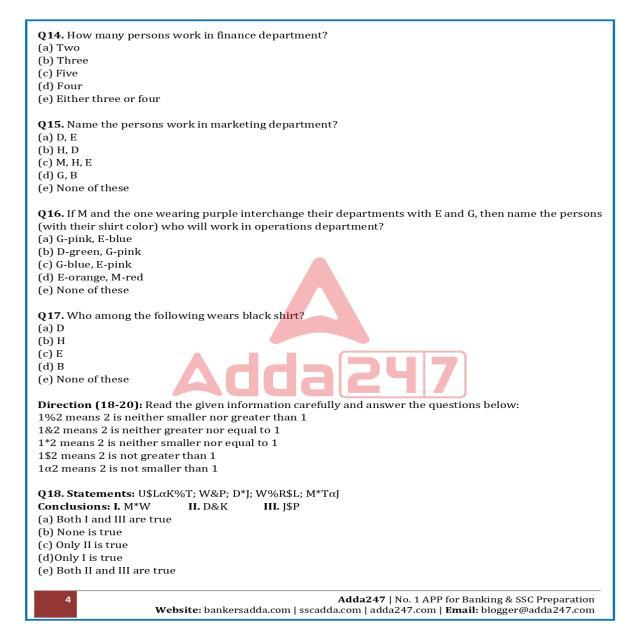 Q14. How many persons work in finance department?
(a) Two
(b) Three
(c) Five
(d) Four
(e) Either three or four
Q15. Name the persons work in marketing department?
(a) D, E
(b) H, D
(c) M, H, E
(d) G, B
(e) None of these
Q16. If M and the one wearing purple interchange their departments with E and G, then name the persons
(with their shirt color) who will work in operations department?
(a) G-pink, E-blue
(b) D-green, G-pink
(c) G-blue, E-pink
(d) E-orange, M-red
(e) None of these
Q17. Who among the following wears black shirt?
(a) D
(b) H
(c) E
(d) B
(e) None of these
Adda247
Direction (18-20): Read the given information carefully and answer the questions below:
1%2 means 2 is neither smaller nor greater than 1
1&2 means 2 is neither greater nor equal to 1
1*2 means 2 is neither smaller nor equal to 1
1$2 means 2 is not greater than 1
1α2 means 2 is not smaller than 1
Q18. Statements: U$LαK%T; W&P; D*J; W%R$L; M*TαJ
Conclusions: I. M*W II. D&K III. J$P
(a) Both I and III are true
(b) None is true
(c) Only II is true
(d)Only I is true
(e) Both II and III are true
4 Adda247 | No. 1 APP for Banking & SSC Preparation
Website: bankersadda.com | sscadda.com | adda247.com | Email: blogger@adda247.com